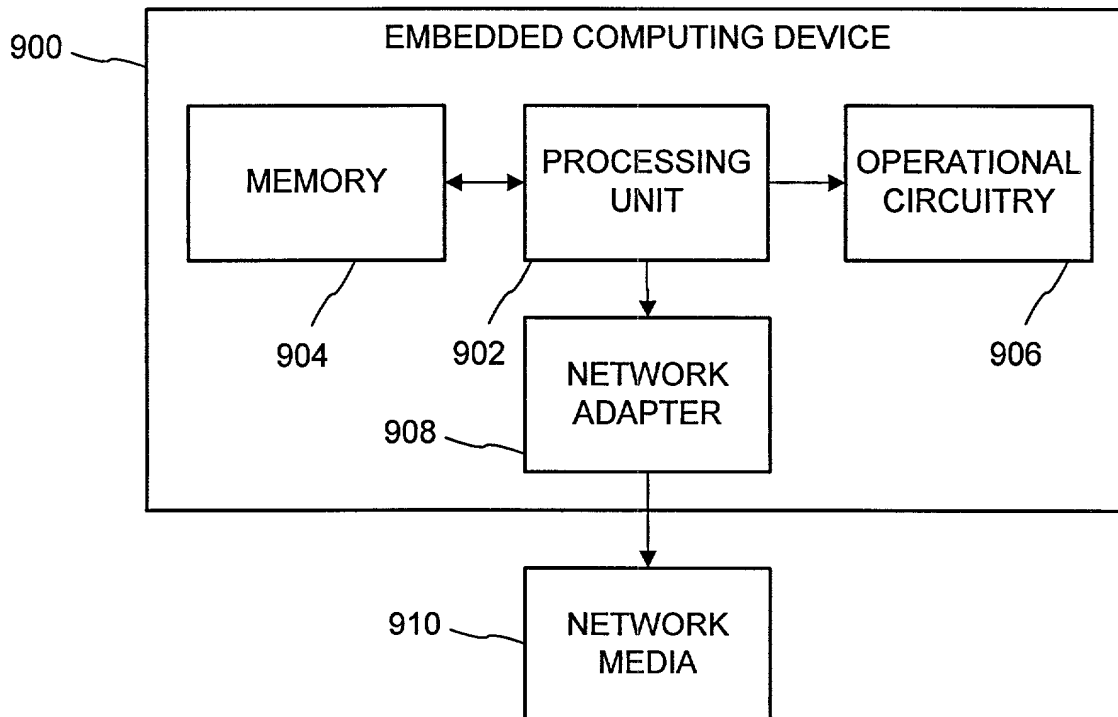 900
EMBEDDED COMPUTING DEVICE
MEMORY
PROCESSING
UNIT
OPERATIONAL
CIRCUITRY
904
902
906
NETWORK
ADAPTER
908
910
NETWORK
MEDIA